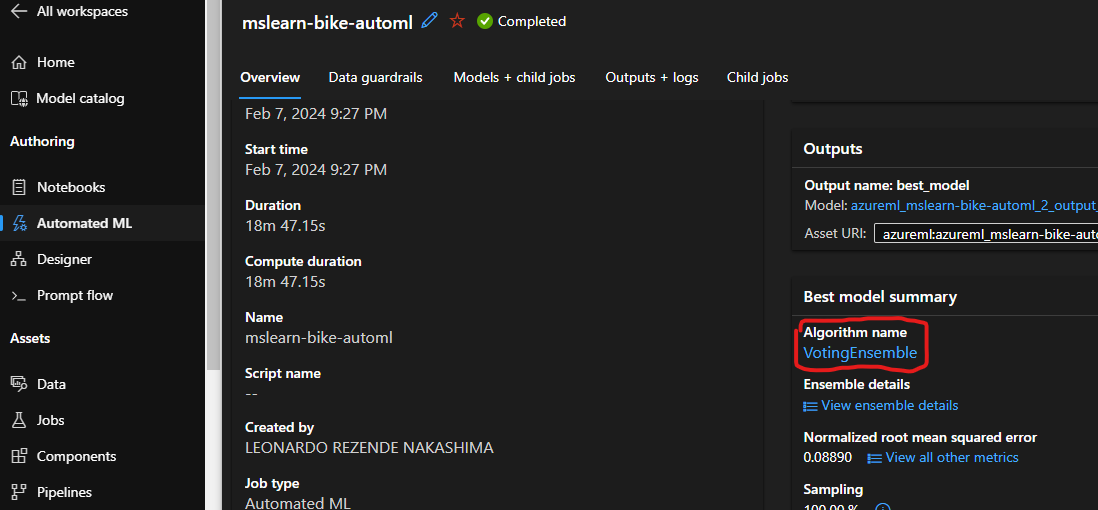 All workspaces
Home
Model catalog
Authoring
Notebooks
Automated ML
Designer
Prompt flow
Assets
Data
Jobs
Components
Pipelines
mslearn-bike-automl Completed
Overview Data guardrails Models + child jobs Outputs + logs Child jobs
Feb 7, 2024 9:27 PM
Start time
Feb 7, 2024 9:27 PM
Duration
18m 47.15s
Compute duration
18m 47.15s
Name
mslearn-bike-automl
Script name
--
Created by
LEONARDO REZENDE NAKASHIMA
Job type
Automated ML
Outputs
Output name: best_model
Model: azureml_mslearn-bike-automl_2_output_
Asset URI: azureml:azureml_mslearn-bike-auto
Best model summary
Algorithm name
VotingEnsemble
Ensemble details
View ensemble details
Normalized root mean squared error
0.08890 View all other metrics
Sampling
100.00 %